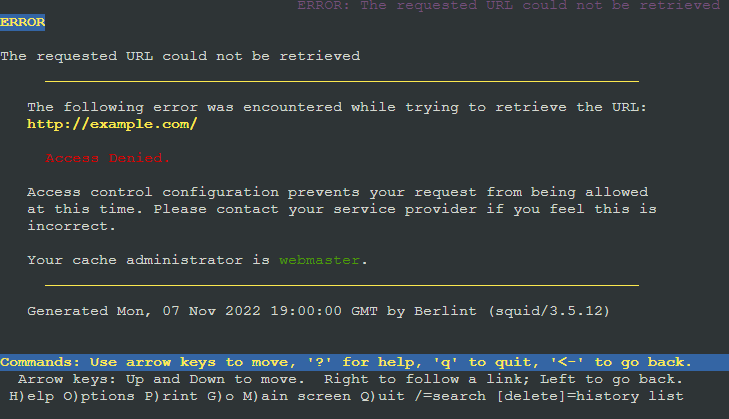 ERROR: The requested URL could not be retrieved
ERROR
The requested URL could not be retrieved
The following error was encountered while trying to retrieve the URL:
http://example.com/
Access Denied.
Access control configuration prevents your request from being allowed
at this time. Please contact your service provider if you feel this is
incorrect.
Your cache administrator is webmaster.
Generated Mon, 07 Nov 2022 19:00:00 GMT by Berlint (squid/3.5.12)
Commands: Use arrow keys to move, '?' for help, 'q' to quit, '<-' to go back.
Arrow keys: Up and Down to move.  Right to follow a link; Left to go back.
H)elp O)ptions P)rint G)o M)ain screen Q)uit /=search [delete]=history list